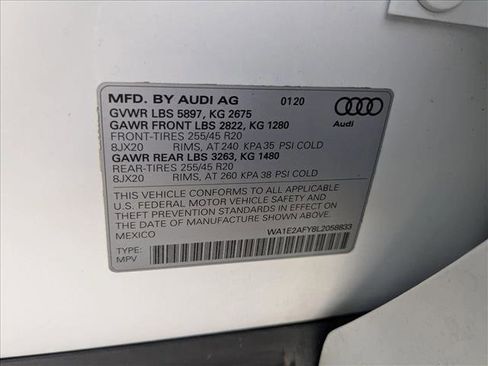 MFD. BY AUDI AG 0120
GVWR LBS 5897, KG 2675
GAWR FRONT LBS 2822, KG 1280
FRONT-TIRES 255/45 R20
8JX20 RIMS, AT 240 KPA 35 PSI COLD
GAWR REAR LBS 3263, KG 1480
REAR-TIRES 255/45 R20
8JX20 RIMS, AT 260 KPA 38 PSI COLD
Audi
THIS VEHICLE CONFORMS TO ALL APPLICABLE
U.S. FEDERAL MOTOR VEHICLE SAFETY AND
THEFT PREVENTION STANDARDS IN EFFECT ON
THE DATE OF MANUFACTURE SHOWN ABOVE.
MEXICO
WA1E2AFY8L2058833
TYPE:
MPV